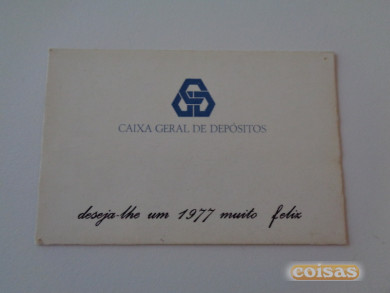 CAIXA GERAL DE DEPÓSITOS
deseja-lhe um 1977 muito feliz
coisas